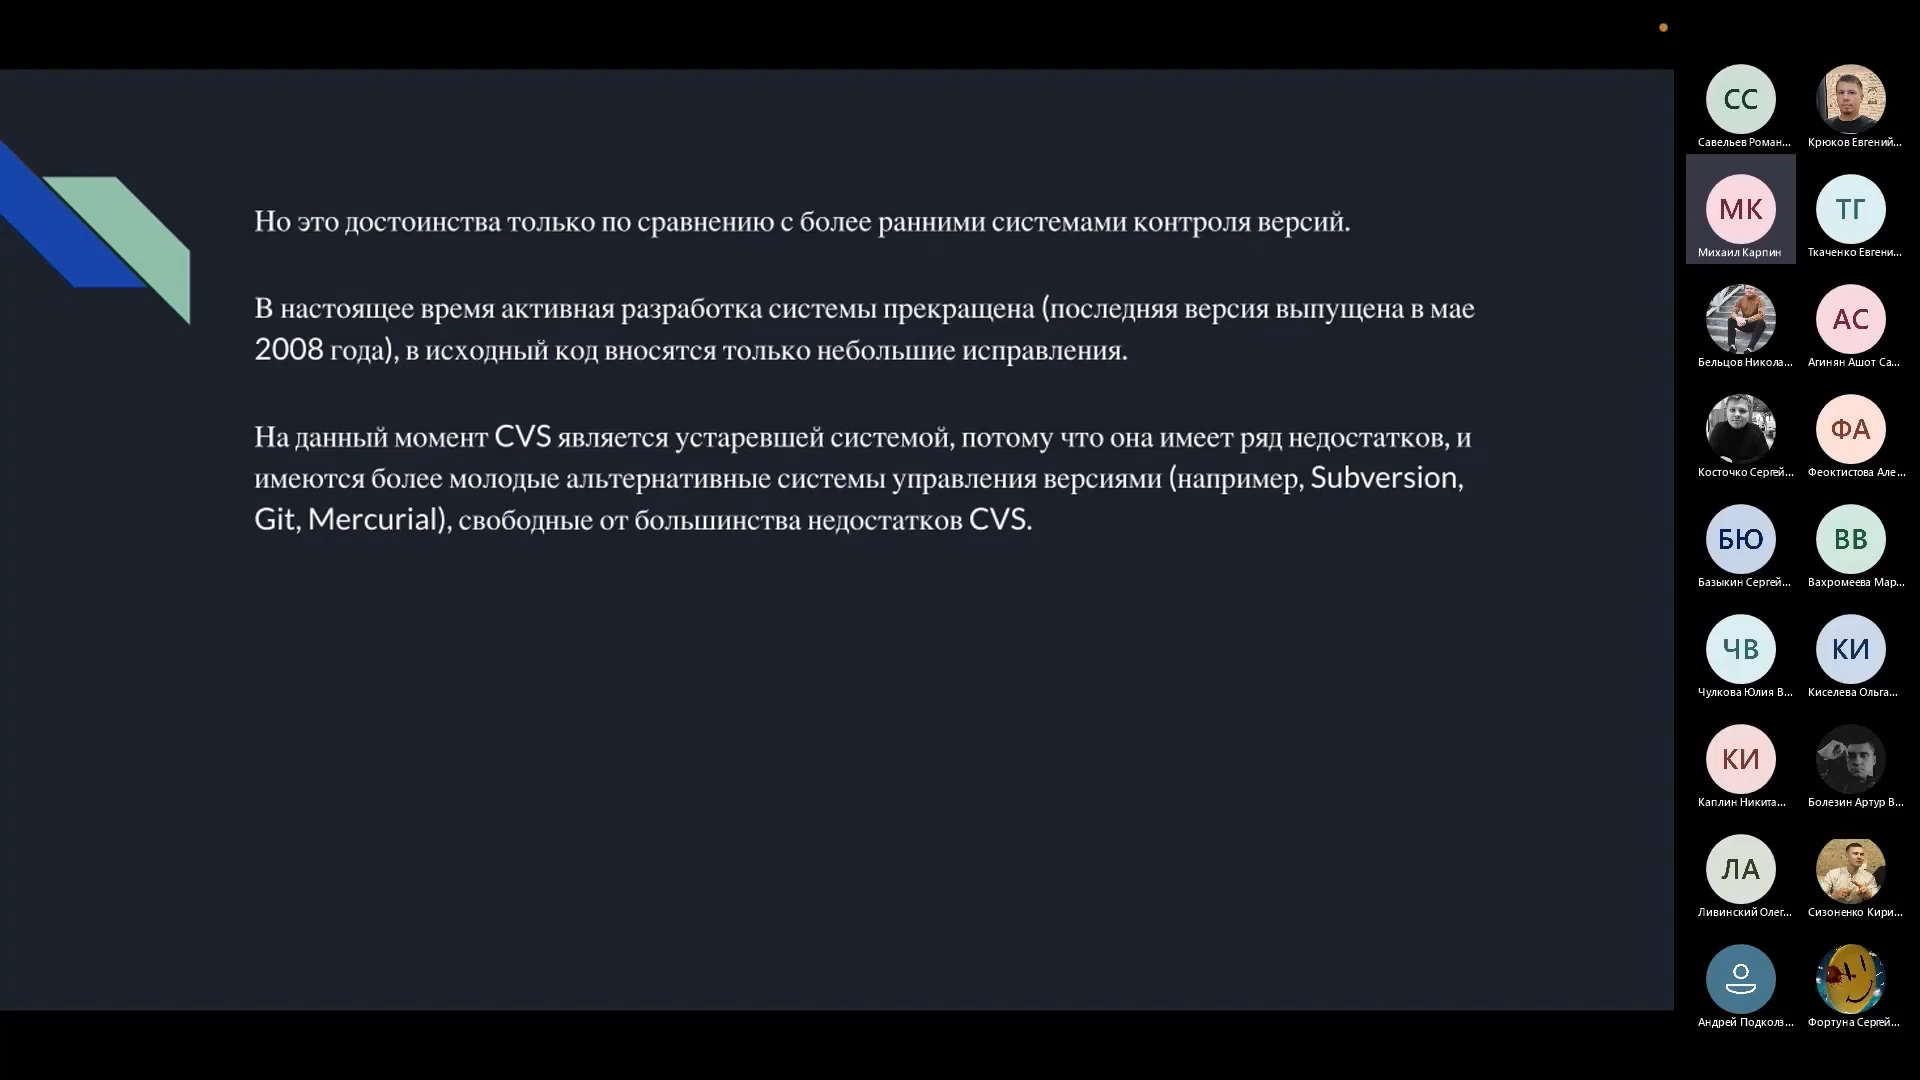 Но это достоинства только по сравнению с более ранними системами контроля версий.
В настоящее время активная разработка системы прекращена (последняя версия выпущена в мае
2008 года), в исходный код вносятся только небольшие исправления.
На данный момент CVS является устаревшей системой, потому что она имеет ряд недостатков, и
имеются более молодые альтернативные системы управления версиями (например, Subversion,
Git, Mercurial), свободные от большинства недостатков CVS.
СС
Савельев Роман...
Крюков Евгений...
МК
ТГ
Михаил Карпин
Ткаченко Евгени...
АС
Бельцов Никола...
Агинян Ашот Са...
ФА
Косточко Сергей...
Феоктистова Але...
БЮ
ВВ
Базыкин Сергей...
Вахромеева Мар...
ЧВ
КИ
Чулкова Юлия В...
Киселева Ольга...
КИ
Каплин Никита...
Болезин Артур В...
ЛА
Ливинский Олег...
Сизоненко Кири...
Андрей Подколз...
Фортуна Сергей...